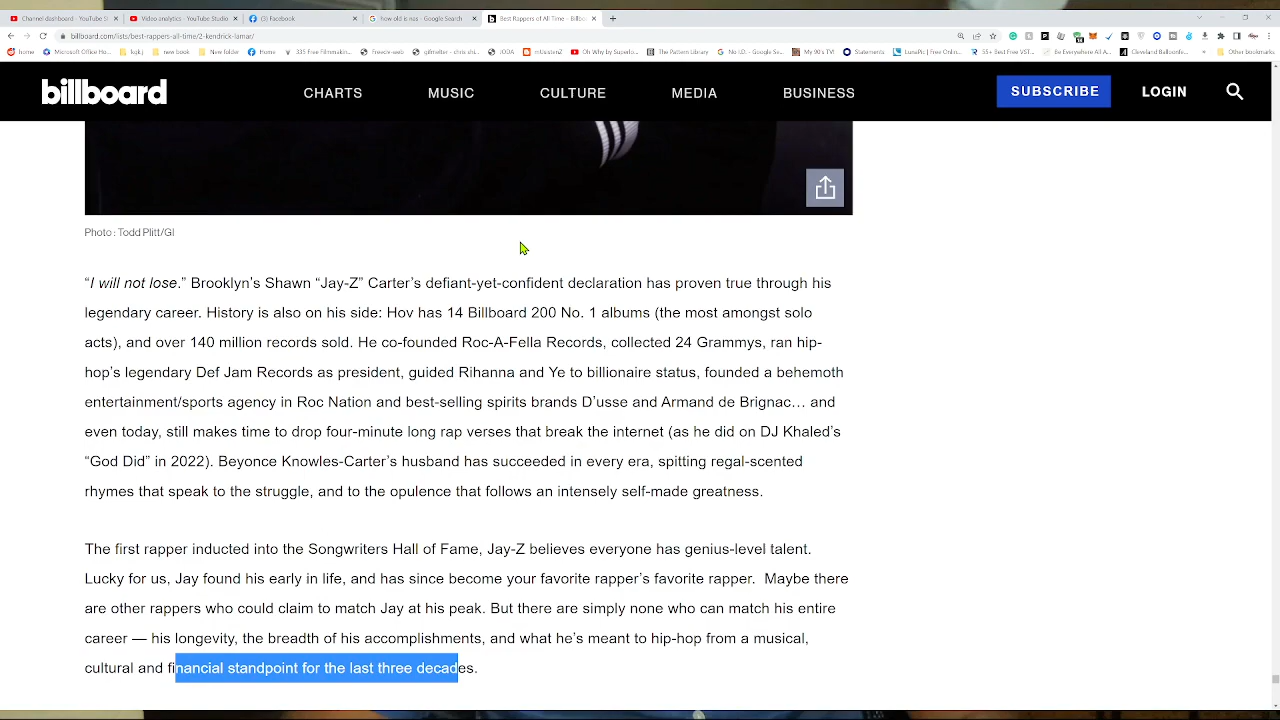 Channel dashboard - YouTube St
Video analytics - YouTube Studio
(3) Facebook
how old is nas - Google Search
Best Rappers of All Time - Billbo
billboard.com/lists/best-rappers-all-time/2-kendrick-lamar/
home
Microsoft Office Ho...
new book
New folder
Home
335 Free Filmmakin...
Freectv-web
JODA
mUcistenZ
Oh Why by Superfo...
The Pattern Library
No I.D. - Google Se...
My 90's TV!
Statements
LunaPic | Free Onlin...
55+ Best Free VST...
Be Everywhere All A...
Cleveland Balloonfe...
Other bookmarks
billboard
CHARTS
MUSIC
CULTURE
MEDIA
BUSINESS
SUBSCRIBE
LOGIN
Photo : Todd Plitt/GI
“I will not lose.” Brooklyn’s Shawn “Jay-Z” Carter’s defiant-yet-confident declaration has proven true through his
legendary career. History is also on his side: Hov has 14 Billboard 200 No. 1 albums (the most amongst solo
acts), and over 140 million records sold. He co-founded Roc-A-Fella Records, collected 24 Grammys, ran hip-
hop’s legendary Def Jam Records as president, guided Rihanna and Ye to billionaire status, founded a behemoth
entertainment/sports agency in Roc Nation and best-selling spirits brands D’usse and Armand de Brignac… and
even today, still makes time to drop four-minute long rap verses that break the internet (as he did on DJ Khaled’s
“God Did” in 2022). Beyonce Knowles-Carter’s husband has succeeded in every era, spitting regal-scented
rhymes that speak to the struggle, and to the opulence that follows an intensely self-made greatness.
The first rapper inducted into the Songwriters Hall of Fame, Jay-Z believes everyone has genius-level talent.
Lucky for us, Jay found his early in life, and has since become your favorite rapper’s favorite rapper. Maybe there
are other rappers who could claim to match Jay at his peak. But there are simply none who can match his entire
career — his longevity, the breadth of his accomplishments, and what he’s meant to hip-hop from a musical,
cultural and financial standpoint for the last three decades.